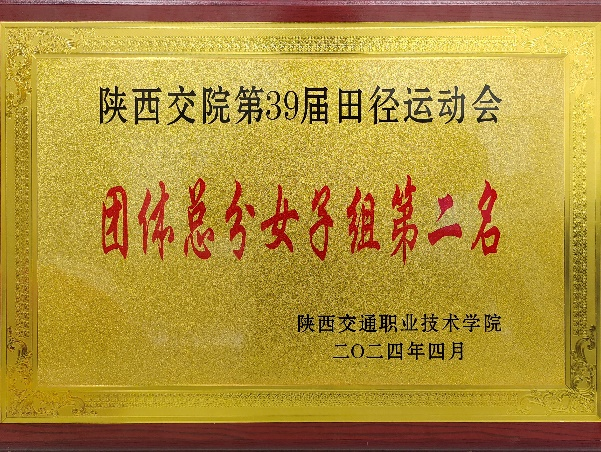 陕西交院第39届田径运动会
团体总分女子组第二名
陕西交通职业技术学院
二〇二四年四月